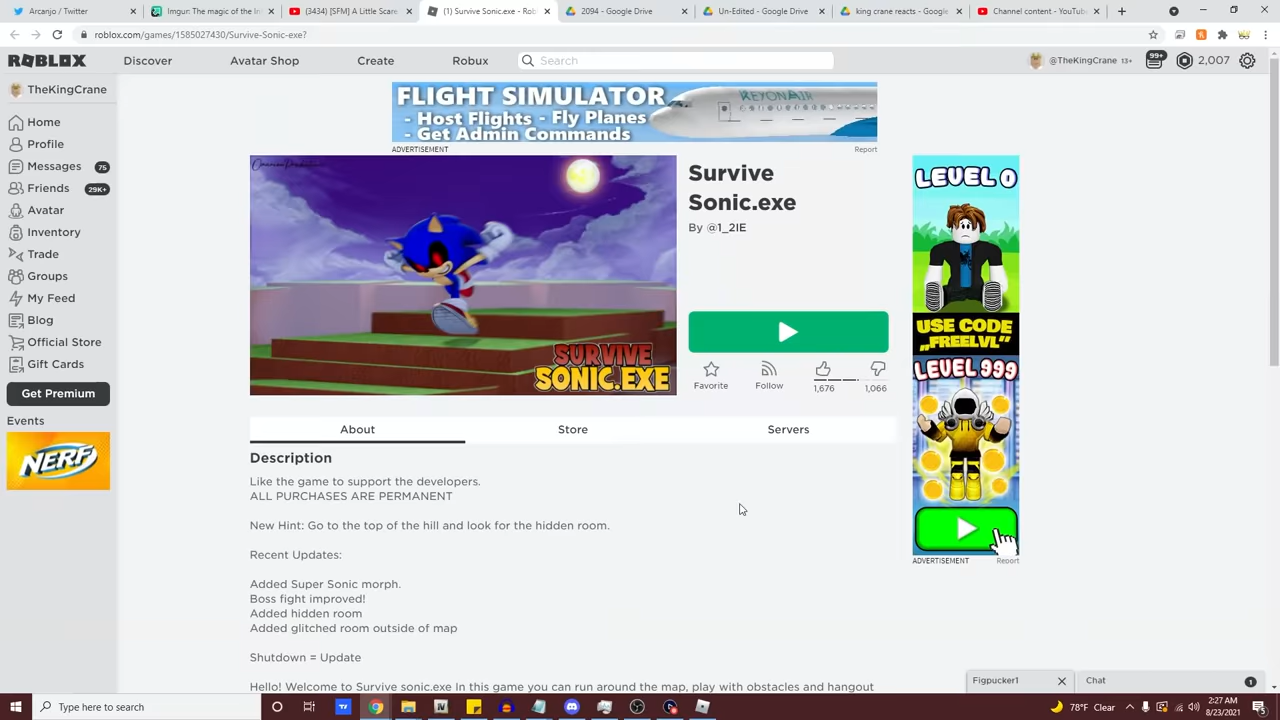 Arcanjo / Twitter
Imgur: The magic of the In
(3434) [SFM] A Little Scare
(1) Survive Sonic.exe - Rob
2094 - Google Drive
Un-Edited - Google Drive
king crane reacts - Google
Channel content - YouTube
roblox.com/games/1585027430/Survive-Sonic-exe?
ROBLOX
Discover
Avatar Shop
Create
Robux
Search
@TheKingCrane 13+
99+
2,007
TheKingCrane
Home
Profile
Messages 75
Friends 29K+
Avatar
Inventory
Trade
Groups
My Feed
Blog
Official Store
Gift Cards
Get Premium
Events
NERF
FLIGHT SIMULATOR
- Host Flights - Fly Planes
- Get Admin Commands
KEYONAIR
ADVERTISEMENT
Report
SURVIVE
SONIC.EXE
Survive
Sonic.exe
By @1_2IE
Favorite
Follow
1,676
1,066
About
Store
Servers
Description
Like the game to support the developers.
ALL PURCHASES ARE PERMANENT
New Hint: Go to the top of the hill and look for the hidden room.
Recent Updates:
Added Super Sonic morph.
Boss fight improved!
Added hidden room
Added glitched room outside of map
Shutdown = Update
Hello! Welcome to Survive sonic.exe In this game you can run around the map, play with obstacles and hangout
LEVEL 0
USE CODE
„FREELVL”
LEVEL 999
ADVERTISEMENT
Report
Figpucker1
Chat
1
Type here to search
78°F Clear
2:27 AM
8/23/2021